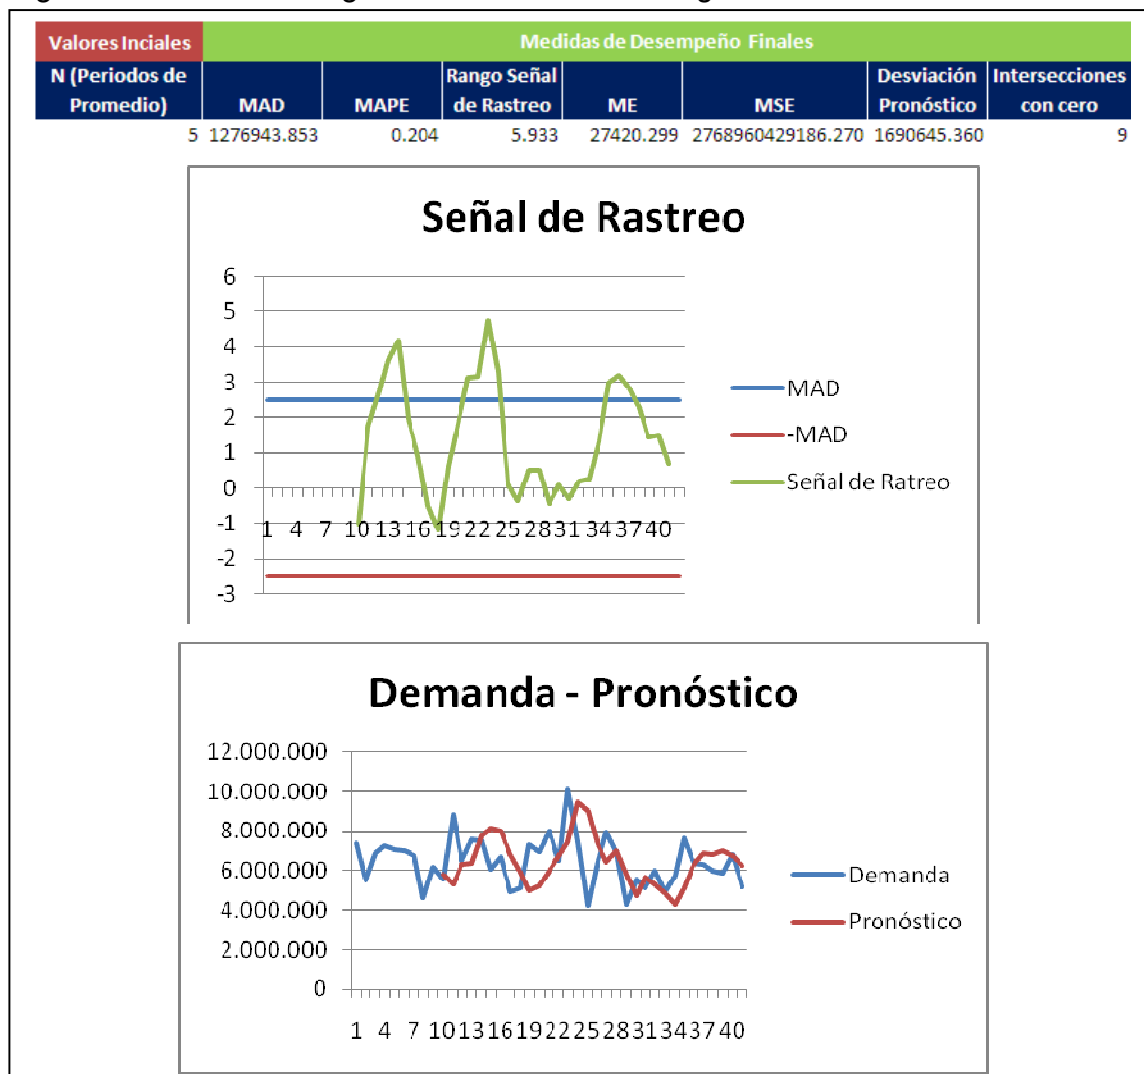 Valores Inciales Medidas de Desempeño Finales
N (Periodos de Promedio) MAD MAPE Rango Señal de Rastreo ME MSE Desviación Pronóstico Intersecciones con cero
5 1276943.853 0.204 5.933 27420.299 2768960429186.270 1690645.360 9
Señal de Rastreo
6
5
4
3
2
1
0
-1
-2
-3
1 4 7 10 13 16 19 22 25 28 31 34 37 40
MAD
-MAD
Señal de Ratreo
Demanda - Pronóstico
12.000.000
10.000.000
8.000.000
6.000.000
4.000.000
2.000.000
0
1 4 7 10 13 16 19 22 25 28 31 34 37 40
Demanda
Pronóstico